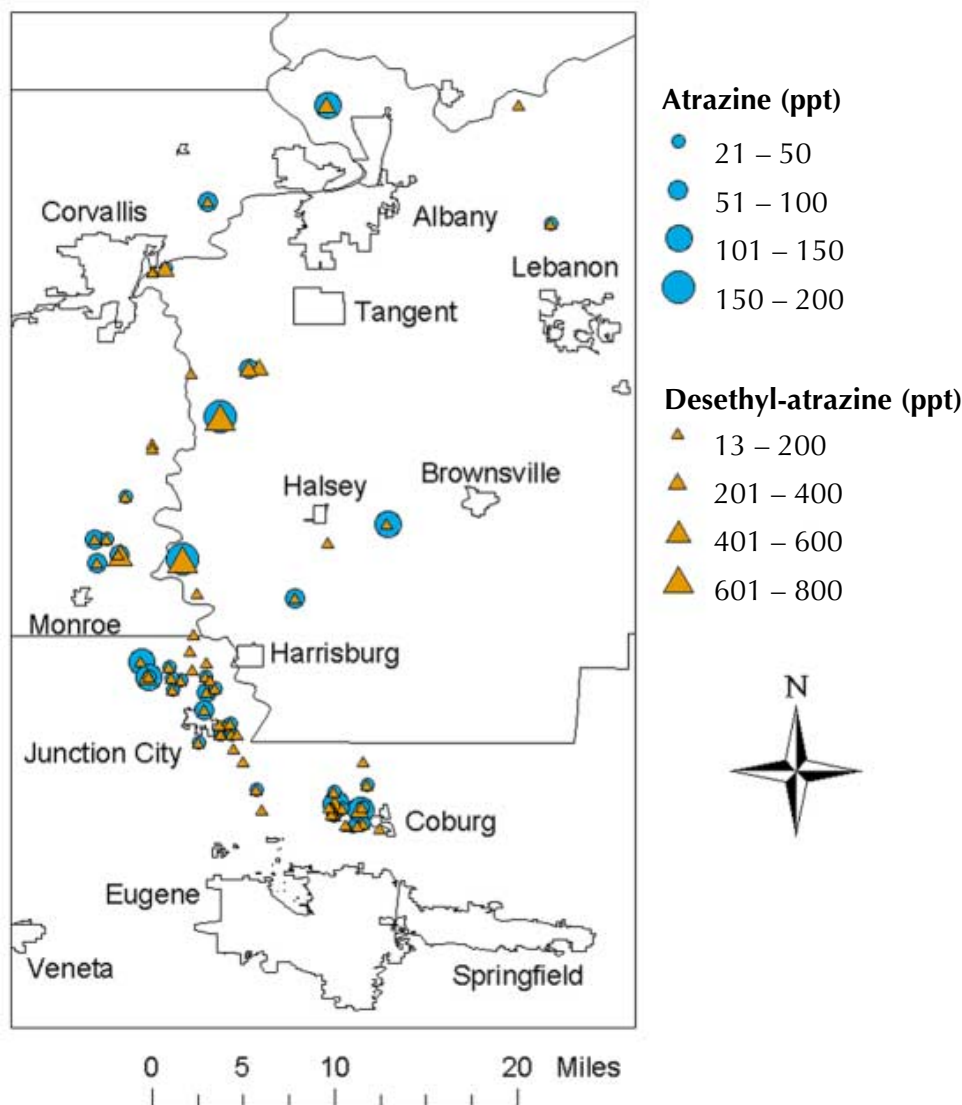 Corvallis
Albany
Lebanon
Tangent
Halsey
Brownsville
Monroe
Harrisburg
Junction City
Coburg
Eugene
Veneta
Springfield
0 5 10 20 Miles
Atrazine (ppt)
21 – 50
51 – 100
101 – 150
150 – 200
Desethyl-atrazine (ppt)
13 – 200
201 – 400
401 – 600
601 – 800
N